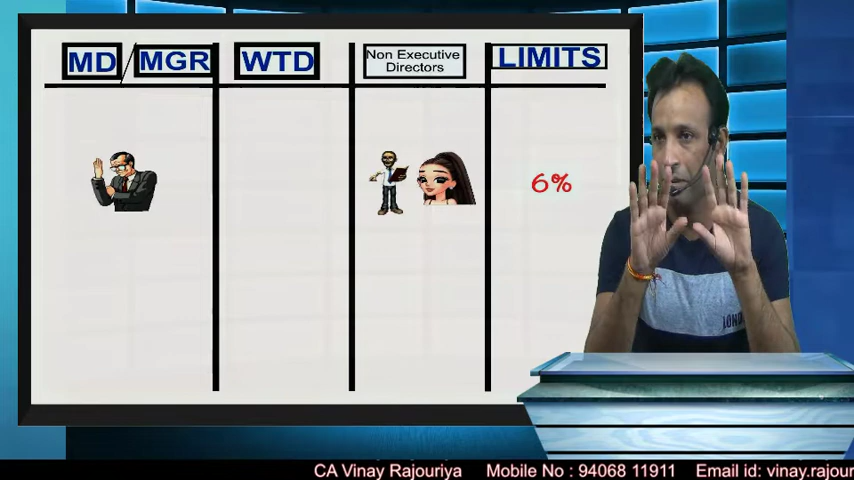 MD/MGR
WTD
Non Executive
Directors
LIMITS
6%
LOND
CA Vinay Rajouriya Mobile No : 94068 11911 Email id: vinay.rajour